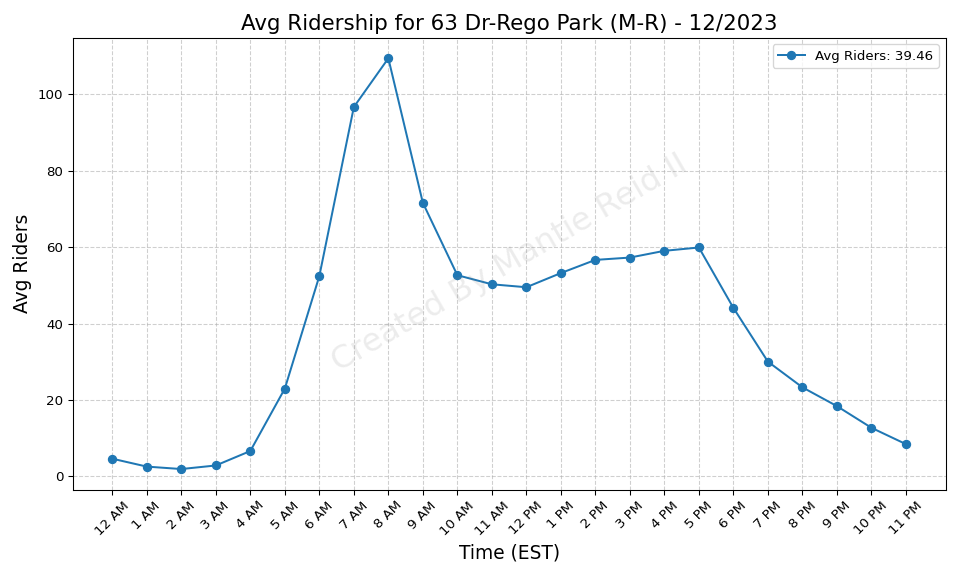 Avg Ridership for 63 Dr-Rego Park (M-R) - 12/2023
Avg Riders: 39.46
Avg Riders
100
80
60
40
20
0
Created By Mantie Reid II
12 AM
1 AM
2 AM
3 AM
4 AM
5 AM
6 AM
7 AM
8 AM
9 AM
10 AM
11 AM
12 PM
1 PM
2 PM
3 PM
4 PM
5 PM
6 PM
7 PM
8 PM
9 PM
10 PM
11 PM
Time (EST)